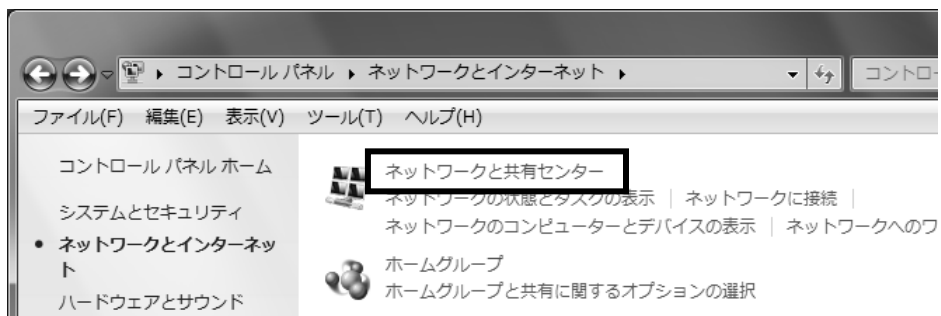 コントロール パネル ネットワークとインターネット コントロ
ファイル(F) 編集(E) 表示(V) ツール(T) ヘルプ(H)
コントロール パネル ホーム
システムとセキュリティ
ネットワークとインターネッ
ト
ハードウェアとサウンド
ネットワークと共有センター
ネットワークの状態とタスクの表示 ネットワークに接続
ネットワークのコンピューターとデバイスの表示 ネットワークへのワ
ホームグループ
ホームグループと共有に関するオプションの選択